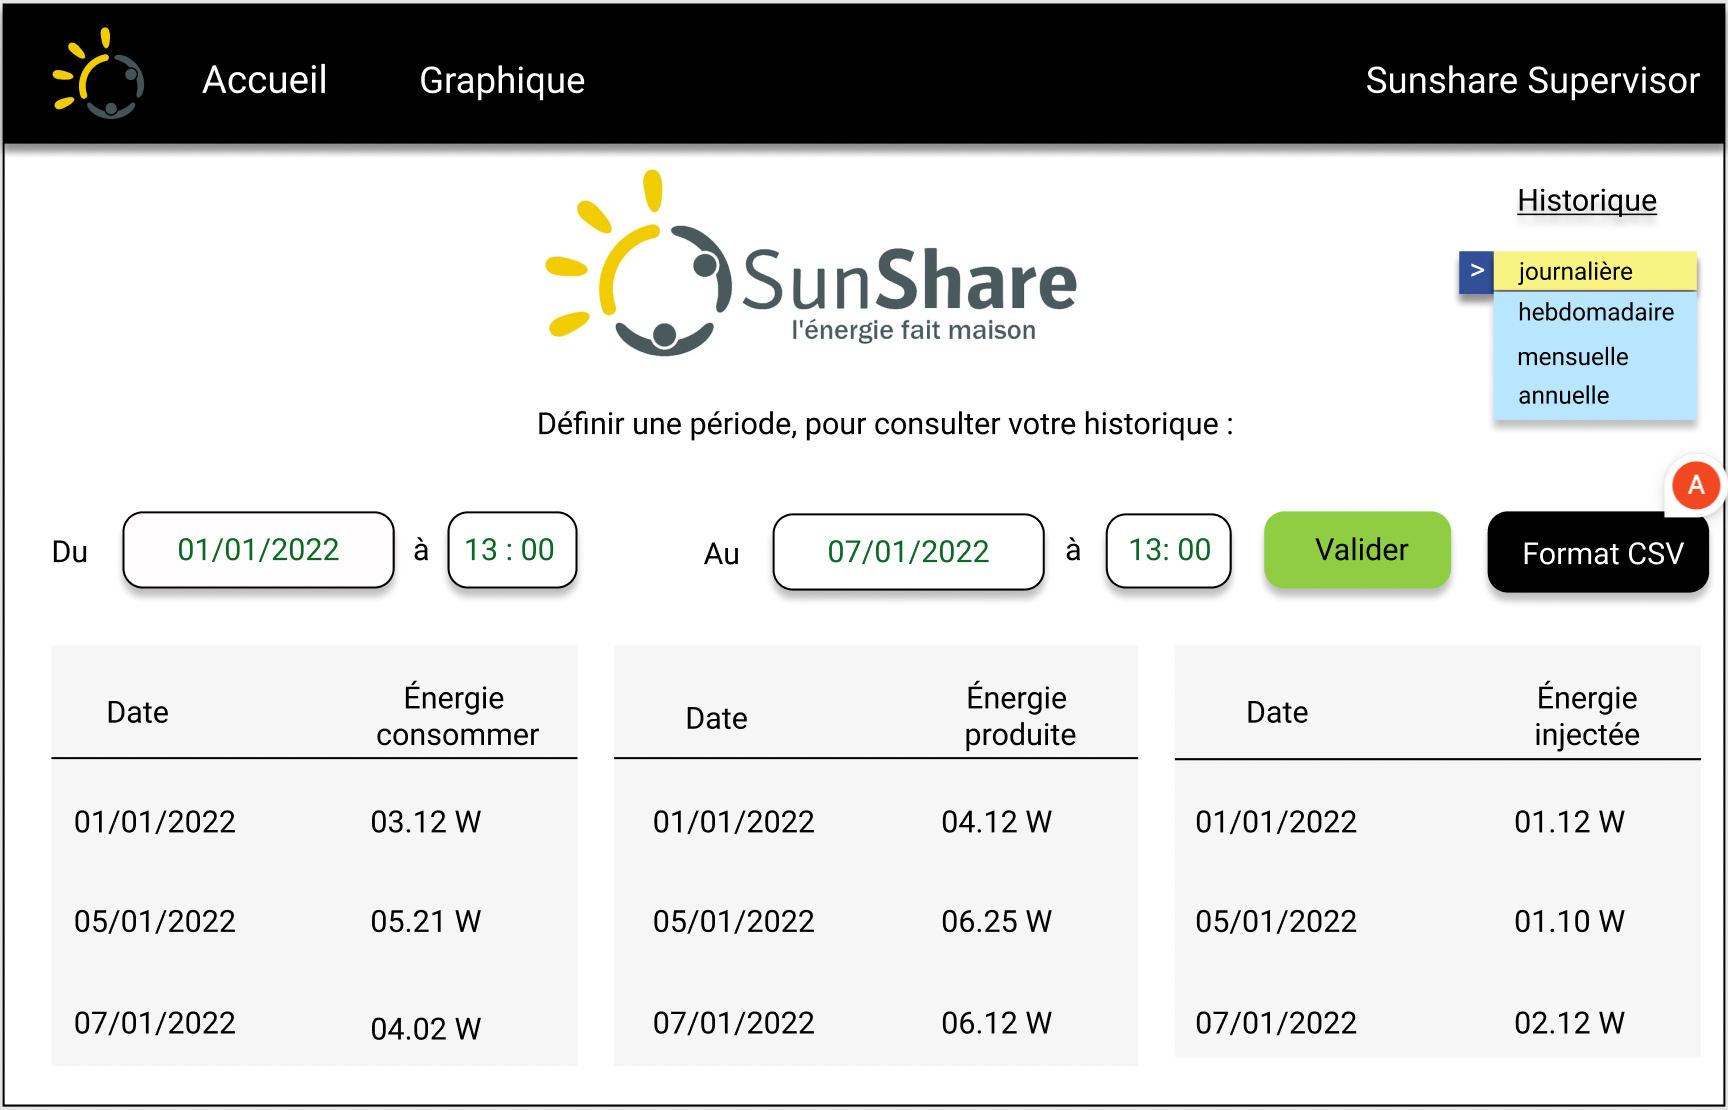 Accueil
Graphique
Sunshare Supervisor
SunShare
l'énergie fait maison
Historique
>
journalière
hebdomadaire
mensuelle
annuelle
Définir une période, pour consulter votre historique :
A
Du 01/01/2022 à 13 : 00 Au 07/01/2022 à 13: 00 Valider Format CSV
Date Énergie
consommer
01/01/2022 03.12 W
05/01/2022 05.21 W
07/01/2022 04.02 W
Date Énergie
produite
01/01/2022 04.12 W
05/01/2022 06.25 W
07/01/2022 06.12 W
Date Énergie
injectée
01/01/2022 01.12 W
05/01/2022 01.10 W
07/01/2022 02.12 W